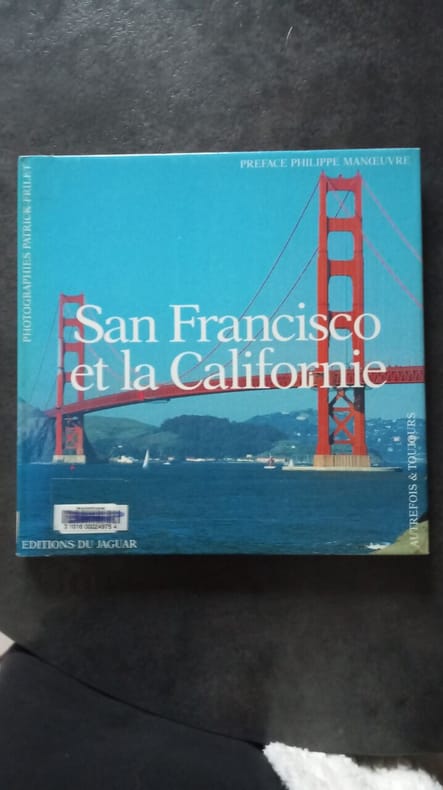 PREFACE PHILIPPE MANŒUVRE
PHOTOGRAPHIES PATRICK FRILET
San Francisco
et la Californie
AUTREFOIS & TOUJOURS
EDITIONS DU JAGUAR